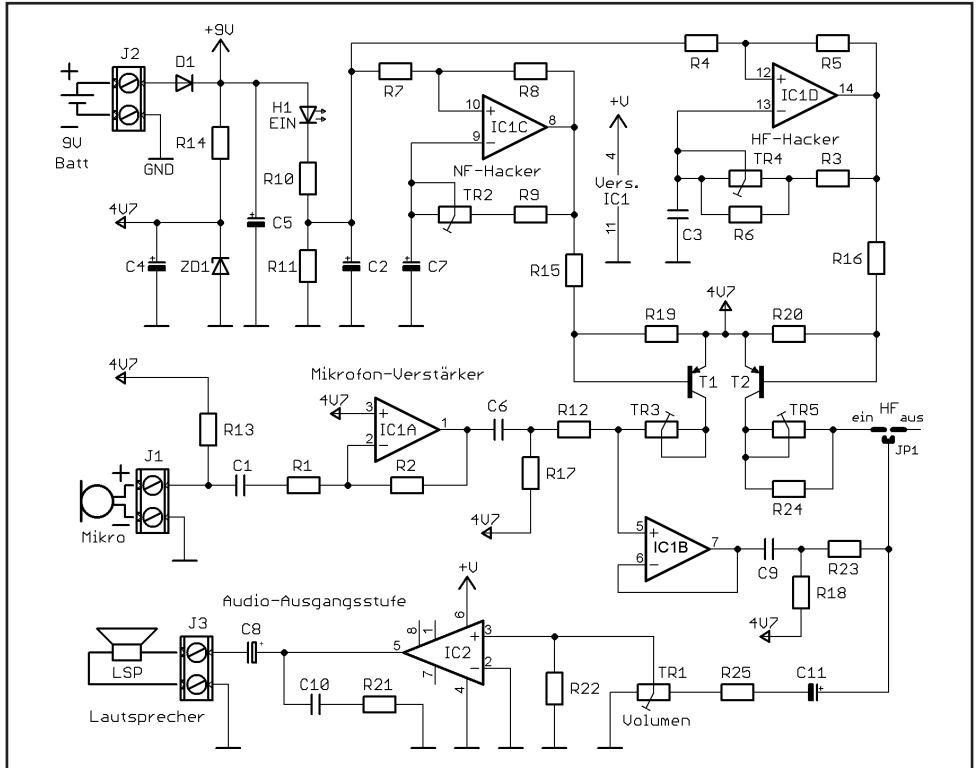 +9V
J2
D1
+
−
9V
Batt
GND
H1
EIN
R14
R10
4V7
C4
ZD1
C5
R11
C2
C7
R7
R8
10
+
9
−
IC1C
8
NF-Hacker
TR2
R9
+V
4
Vers.
IC1
11
R4
R5
12
+
13
−
IC1D
14
HF-Hacker
TR4
R3
C3
R6
R15
R16
4V7
R19
R20
T1
T2
4V7
Mikrofon-Verstärker
R13
J1
+
−
Mikro
C1
R1
4V7
3
+
2
−
IC1A
1
R2
C6
R12
R17
4V7
TR3
TR5
R24
HF
ein
aus
JP1
5
+
6
−
IC1B
7
C9
R23
R18
4V7
Audio-Ausgangsstufe
+V
J3
C8
+
LSP
Lautsprecher
C10
R21
5
8
1
6
IC2
+
3
−
2
7
4
R22
TR1
Volumen
R25
C11
+